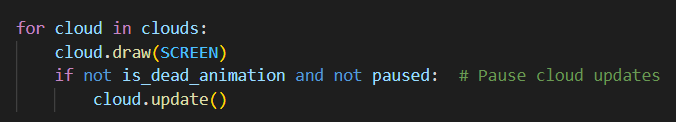 for cloud in clouds:
    cloud.draw(SCREEN)
    if not is_dead_animation and not paused:  # Pause cloud updates
        cloud.update()